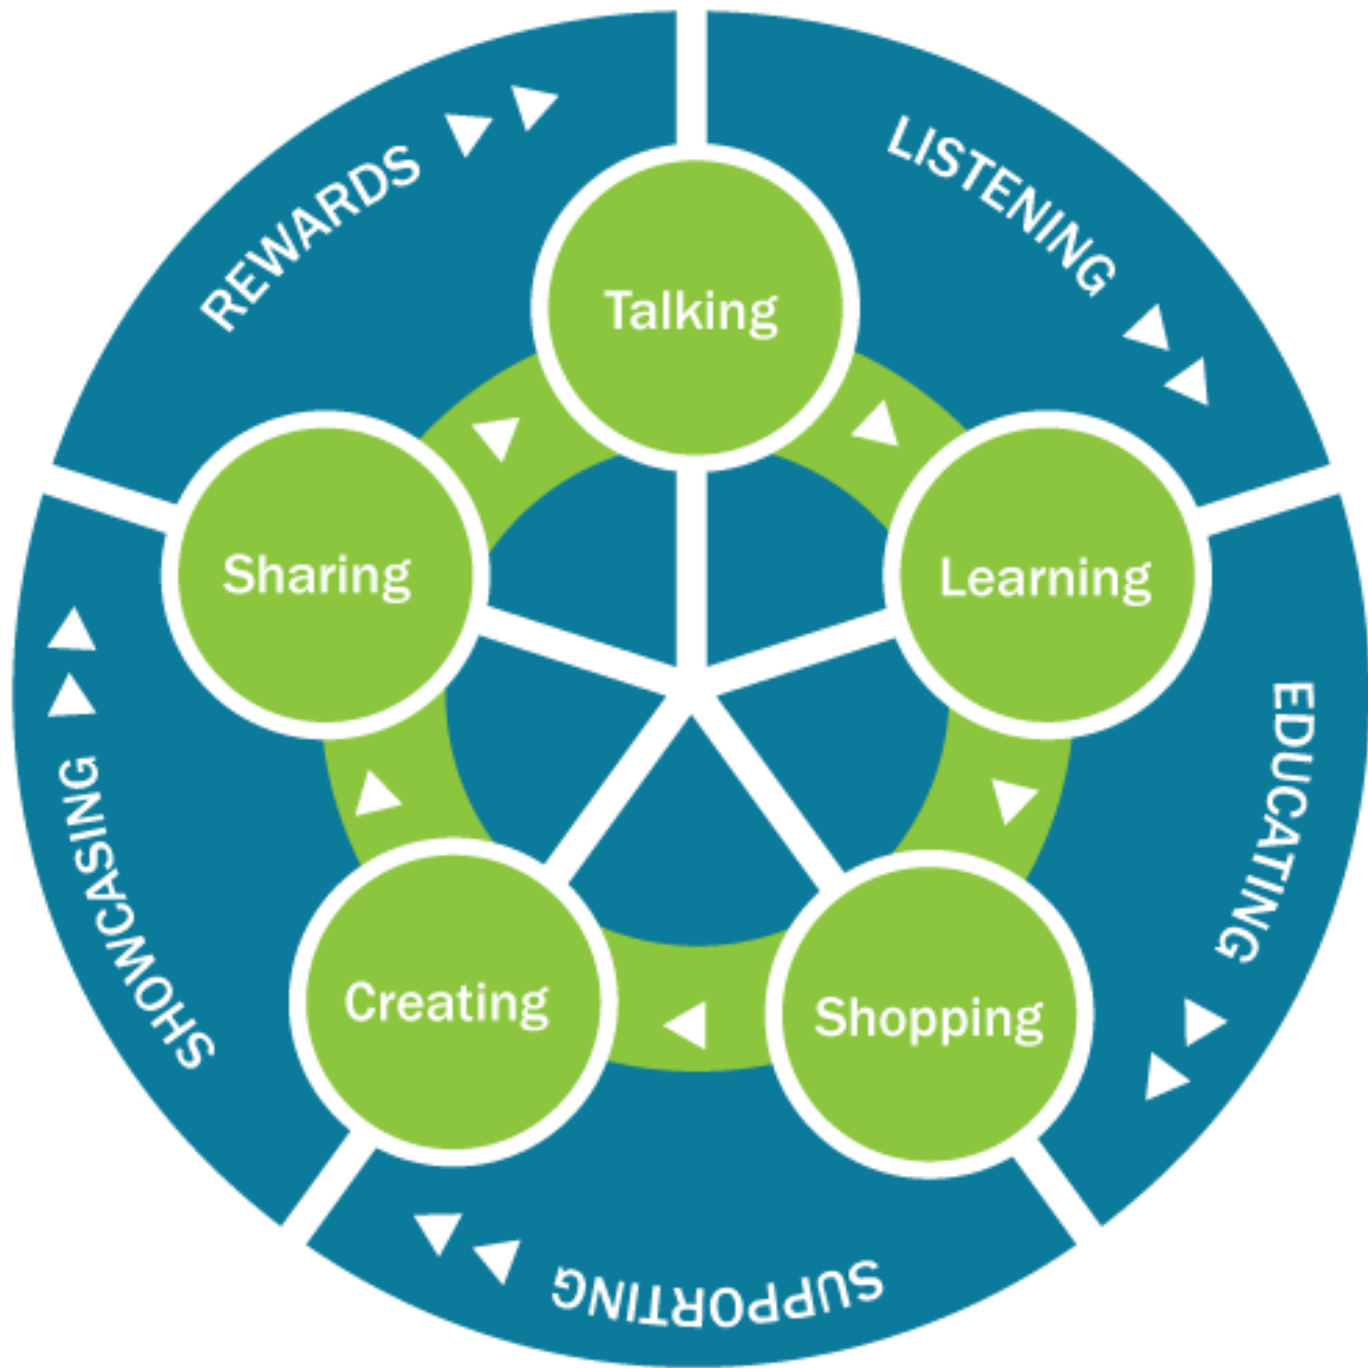 REWARDS
LISTENING
Talking
Sharing
Learning
EDUCATING
SHOWCASING
Creating
Shopping
SUPPORTING